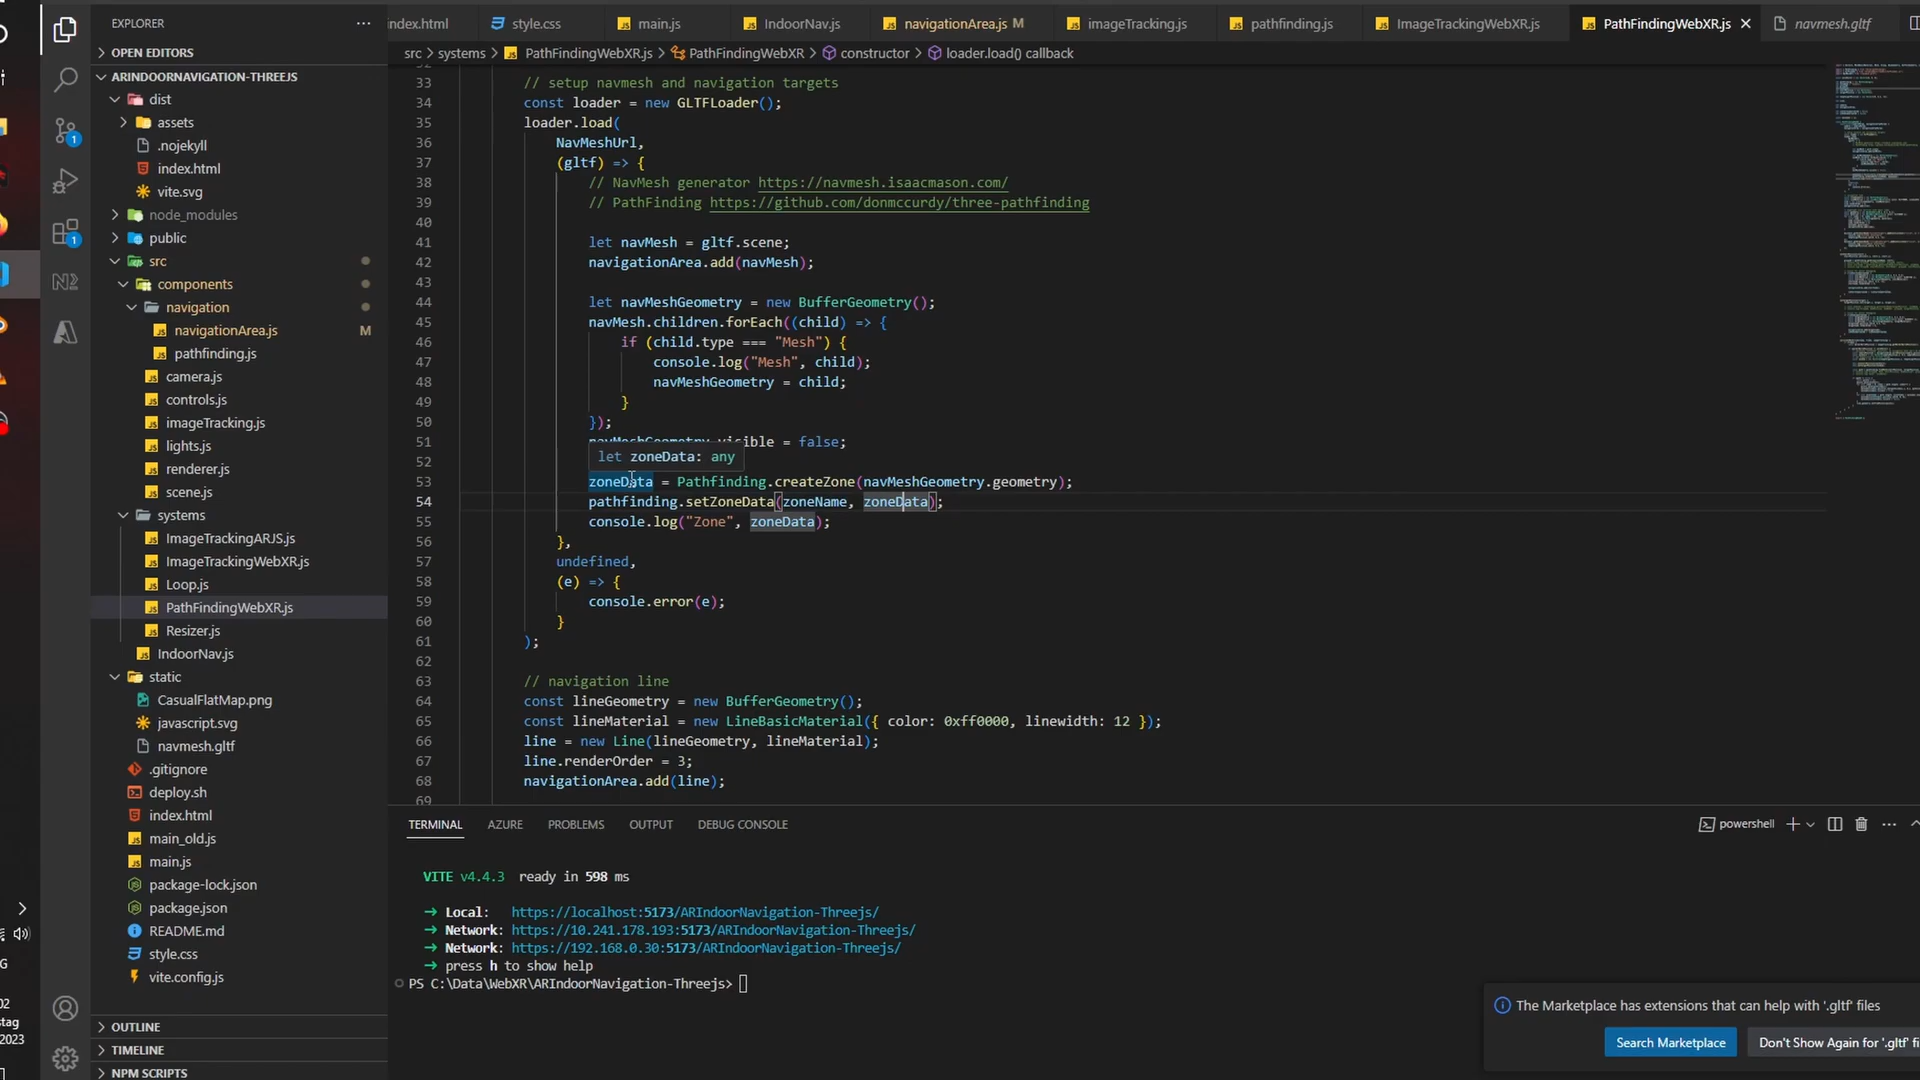 EXPLORER
OPEN EDITORS
ARINDOORNAVIGATION-THREEJS
dist
assets
.nojekyll
index.html
vite.svg
node_modules
public
src
components
navigation
navigationArea.js M
pathfinding.js
camera.js
controls.js
imageTracking.js
lights.js
renderer.js
scene.js
systems
ImageTrackingARJS.js
ImageTrackingWebXR.js
Loop.js
PathFindingWebXR.js
Resizer.js
IndoorNav.js
static
CasualFlatMap.png
javascript.svg
navmesh.gltf
.gitignore
deploy.sh
index.html
main_old.js
main.js
package-lock.json
package.json
README.md
style.css
vite.config.js
OUTLINE
TIMELINE
NPM SCRIPTS
index.html style.css main.js IndoorNav.js navigationArea.js M imageTracking.js pathfinding.js ImageTrackingWebXR.js PathFindingWebXR.js navmesh.gltf
src > systems > PathFindingWebXR.js > PathFindingWebXR > constructor > loader.load() callback
33 // setup navmesh and navigation targets
34 const loader = new GLTFLoader();
35 loader.load(
36 NavMeshUrl,
37 (gltf) => {
38 // NavMesh generator https://navmesh.isaacmason.com/
39 // PathFinding https://github.com/donmccurdy/three-pathfinding
40
41 let navMesh = gltf.scene;
42 navigationArea.add(navMesh);
43
44 let navMeshGeometry = new BufferGeometry();
45 navMesh.children.forEach((child) => {
46 if (child.type === "Mesh") {
47 console.log("Mesh", child);
48 navMeshGeometry = child;
49 }
50 });
51 navMeshGeometry.visible = false;
let zoneData: any
52
53 zoneData = Pathfinding.createZone(navMeshGeometry.geometry);
54 pathfinding.setZoneData(zoneName, zoneData);
55 console.log("Zone", zoneData);
56 },
57 undefined,
58 (e) => {
59 console.error(e);
60 }
61 );
62
63 // navigation line
64 const lineGeometry = new BufferGeometry();
65 const lineMaterial = new LineBasicMaterial({ color: 0xff0000, linewidth: 12 });
66 line = new Line(lineGeometry, lineMaterial);
67 line.renderOrder = 3;
68 navigationArea.add(line);
69
TERMINAL AZURE PROBLEMS OUTPUT DEBUG CONSOLE
powershell
VITE v4.4.3 ready in 598 ms
→ Local: https://localhost:5173/ARIndoorNavigation-Threejs/
→ Network: https://10.241.178.193:5173/ARIndoorNavigation-Threejs/
→ Network: https://192.168.0.30:5173/ARIndoorNavigation-Threejs/
→ press h to show help
PS C:\Data\WebXR\ARIndoorNavigation-Threejs>
The Marketplace has extensions that can help with '.gltf' files
Search Marketplace
Don't Show Again for '.gltf' fi
1
1
G
02
stag
2023